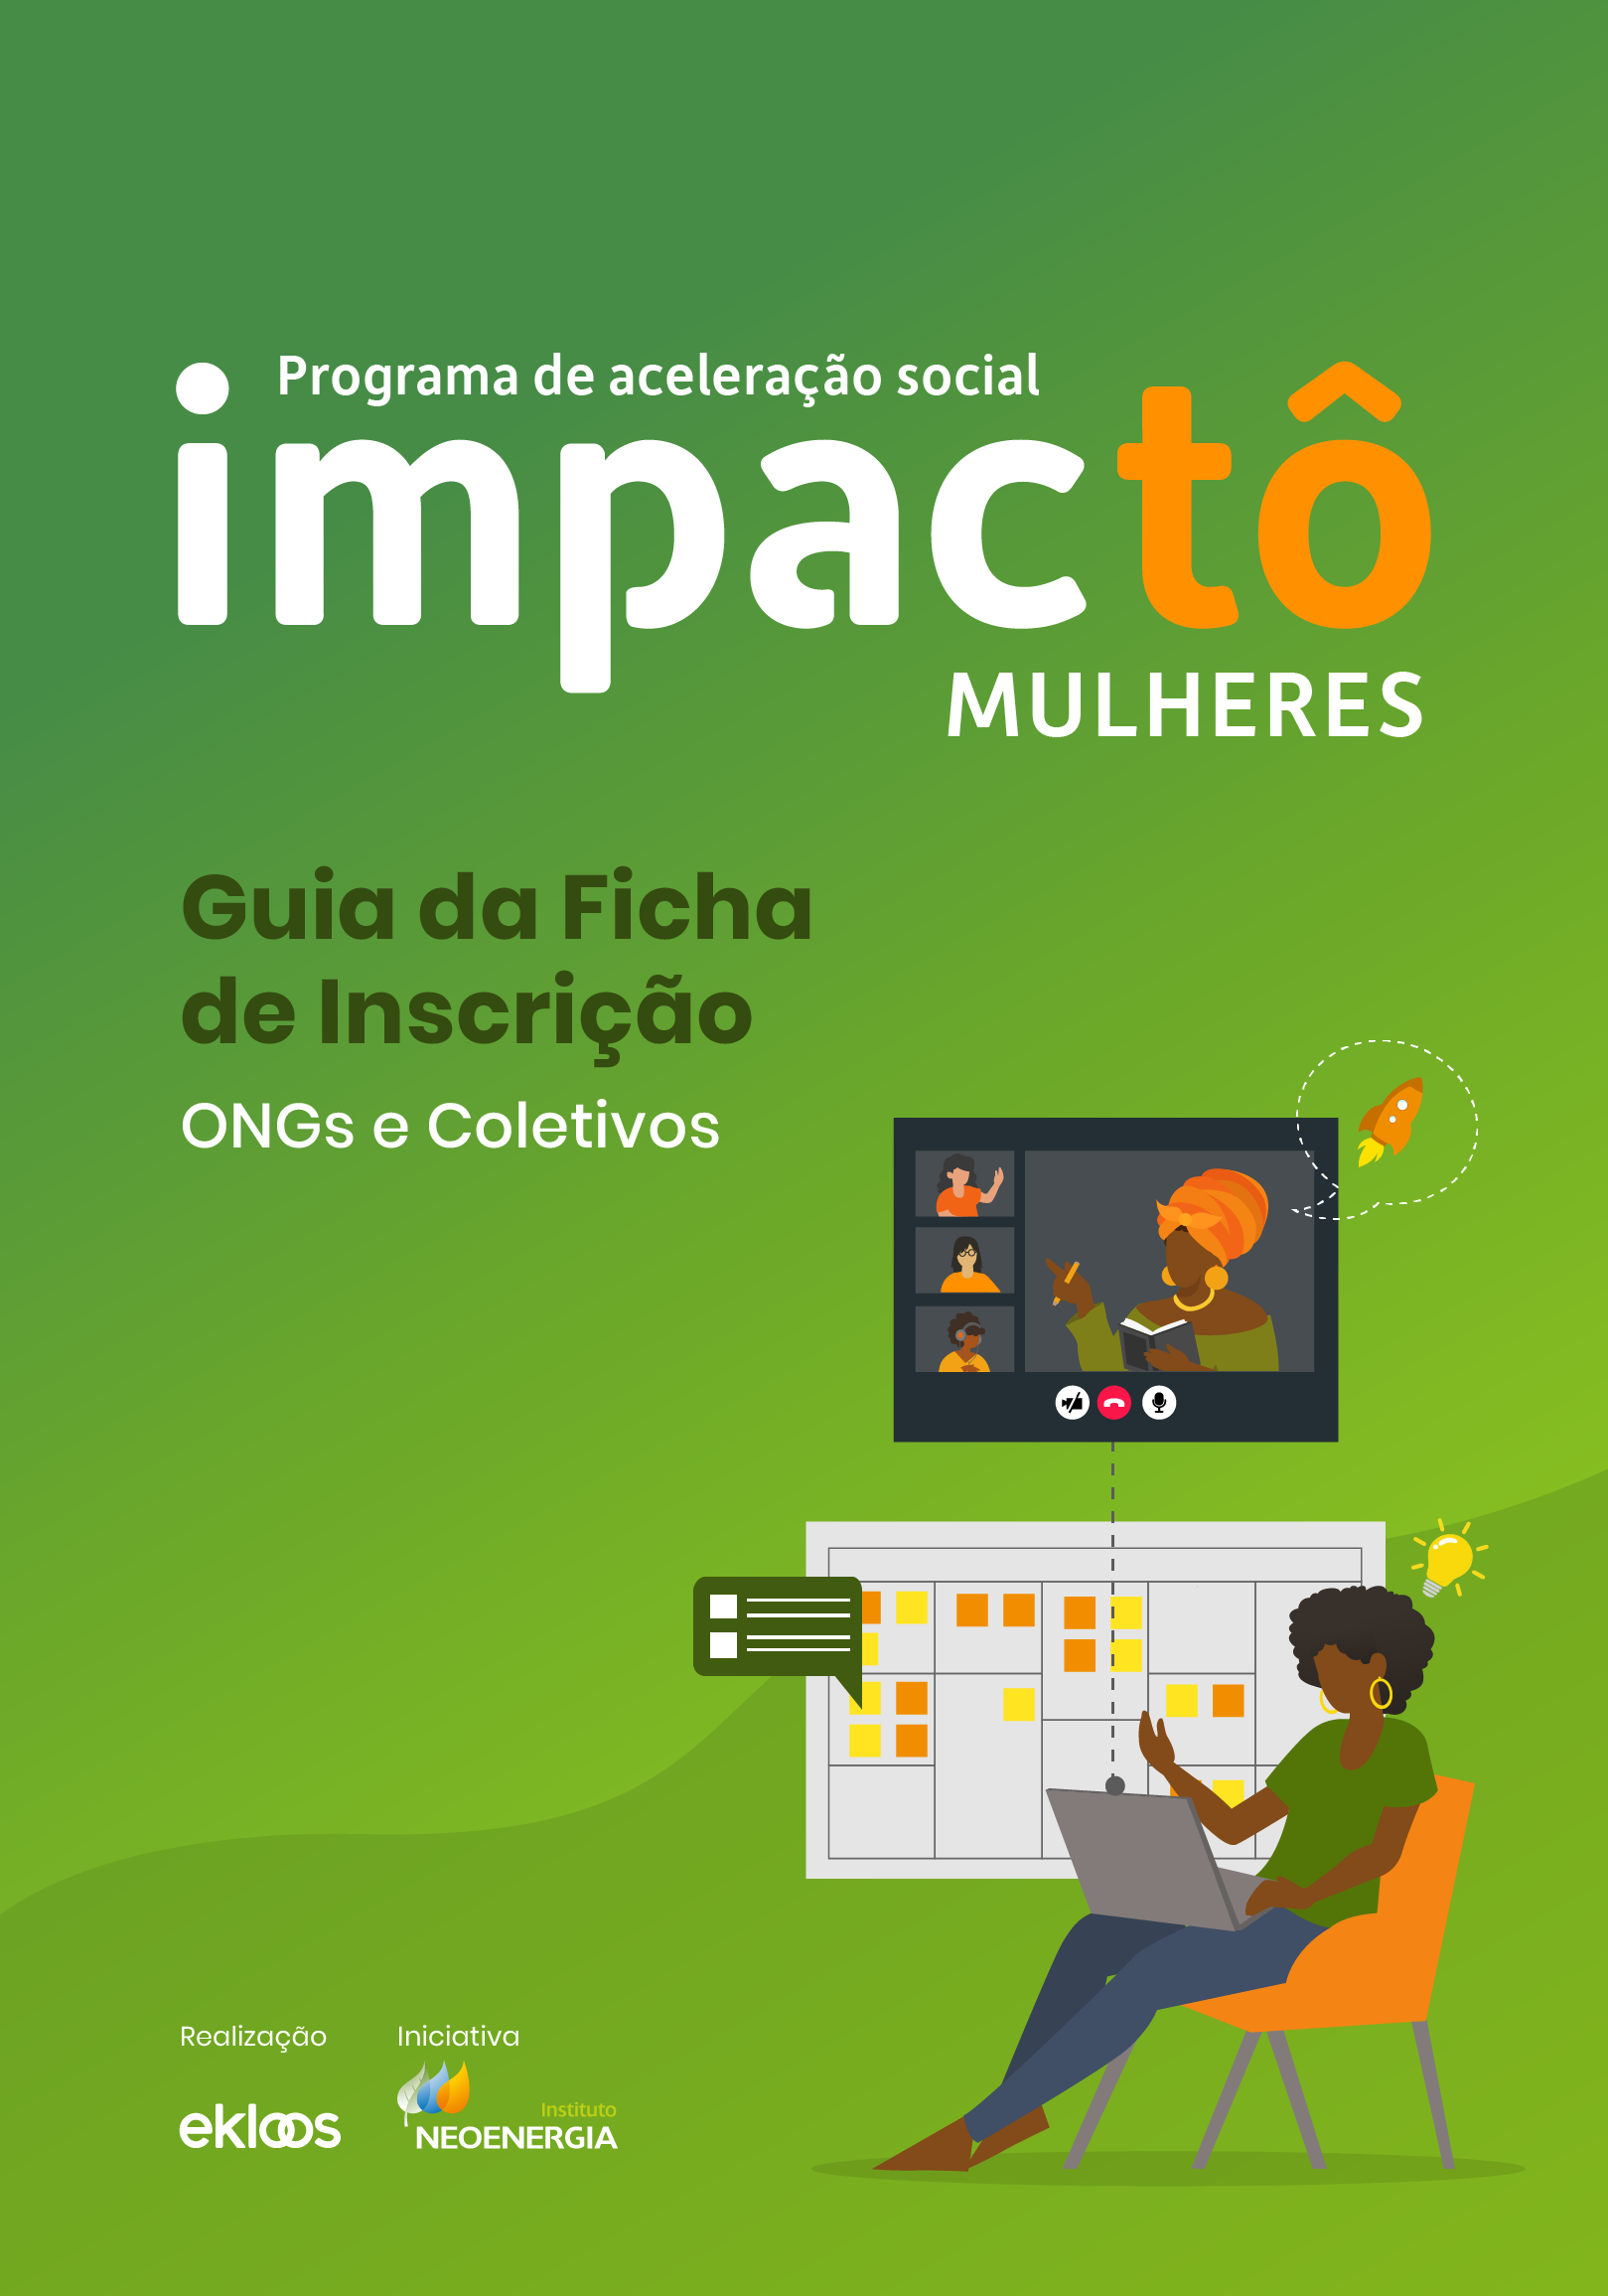 Programa de aceleração social
impactô
MULHERES
Guia da Ficha
de Inscrição
ONGs e Coletivos
Realização
Iniciativa
ekloos
Instituto
NEOENERGIA